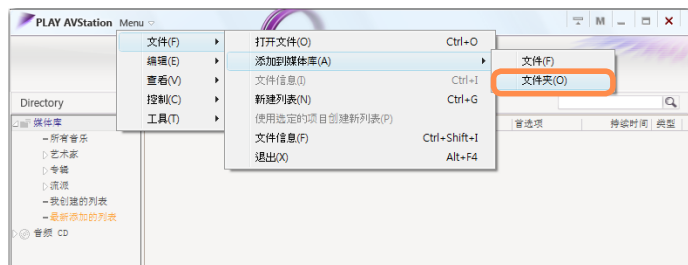 PLAY AVStation Menu
M
文件(F)
编辑(E)
查看(V)
控制(C)
工具(T)
打开文件(O) Ctrl+O
添加到媒体库(A)
文件信息(I) Ctrl+I
新建列表(N) Ctrl+G
使用选定的项目创建新列表(P)
文件信息(F) Ctrl+Shift+I
退出(X) Alt+F4
文件(F)
文件夹(O)
Directory
首选项 持续时间 类型
媒体库
所有音乐
艺术家
专辑
流派
我创建的列表
最新添加的列表
音频 CD